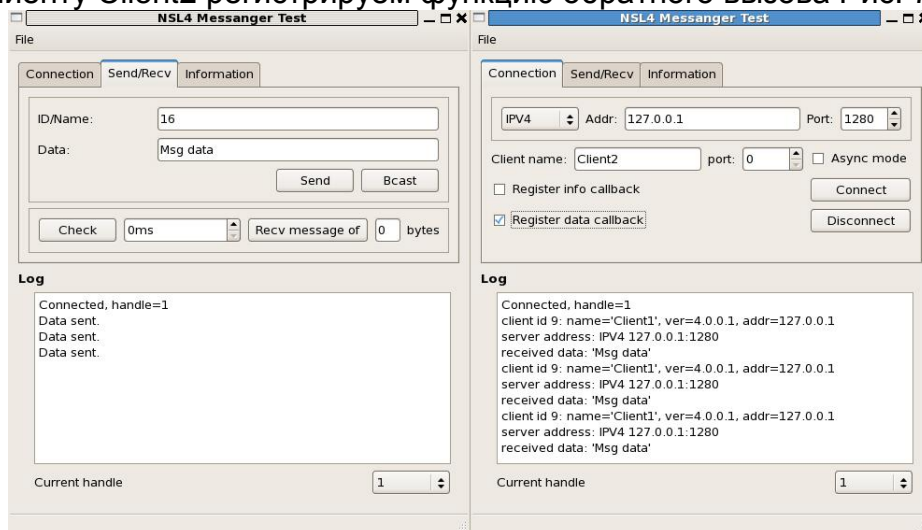 Client2 регистрируем функцию обратного вызова
NSL4 Messanger Test
File
Connection Send/Recv Information
ID/Name: 16
Data: Msg data
Send Bcast
Check 0ms Recv message of 0 bytes
Log
Connected, handle=1
Data sent.
Data sent.
Data sent.
Current handle 1
NSL4 Messanger Test
File
Connection Send/Recv Information
IPV4 Addr: 127.0.0.1 Port: 1280
Client name: Client2 port: 0 Async mode
Register info callback Connect
Register data callback Disconnect
Log
Connected, handle=1
client id 9: name='Client1', ver=4.0.0.1, addr=127.0.0.1
server address: IPV4 127.0.0.1:1280
received data: 'Msg data'
client id 9: name='Client1', ver=4.0.0.1, addr=127.0.0.1
server address: IPV4 127.0.0.1:1280
received data: 'Msg data'
client id 9: name='Client1', ver=4.0.0.1, addr=127.0.0.1
server address: IPV4 127.0.0.1:1280
received data: 'Msg data'
Current handle 1